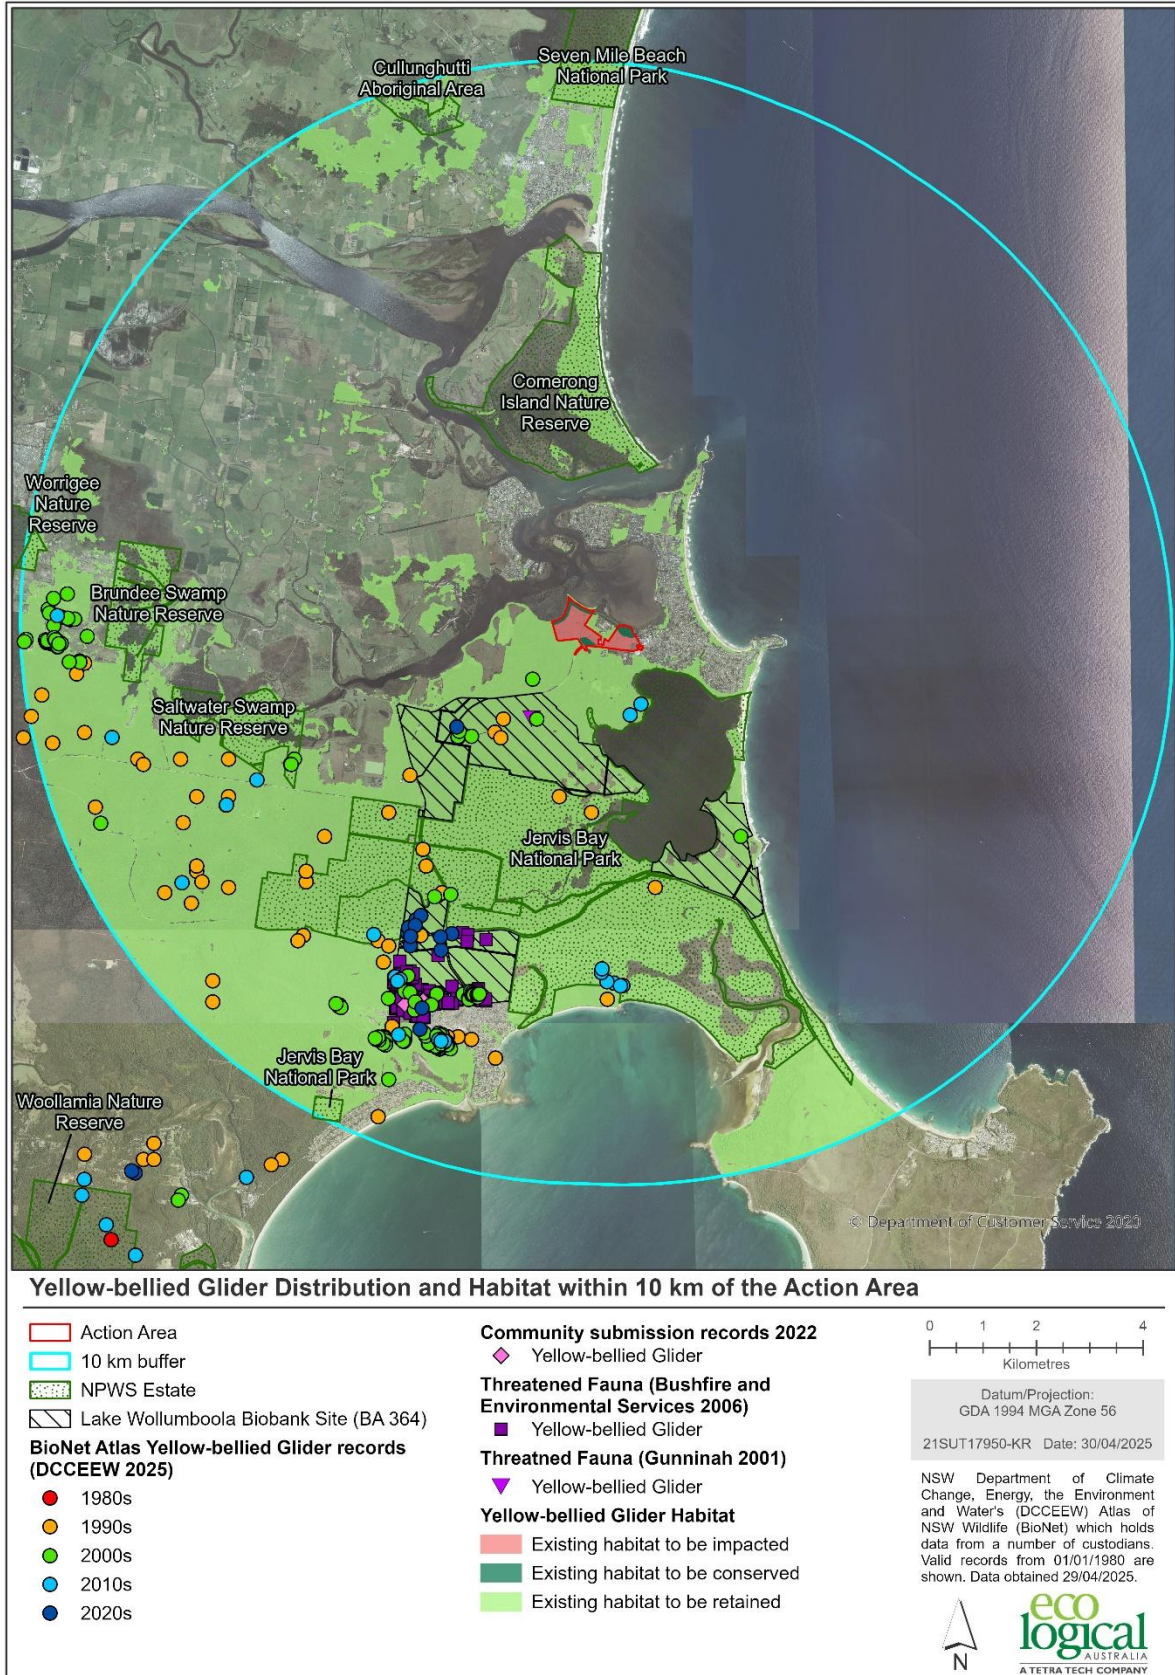 Cullunghutti
Aboriginal Area
Seven Mile Beach
National Park
Comerong
Island Nature
Reserve
Worrigee
Nature
Reserve
Brundee Swamp
Nature Reserve
Saltwater Swamp
Nature Reserve
Jervis Bay
National Park
Jervis Bay
National Park
Woollamia Nature
Reserve
© Department of Customer Service 2020
Yellow-bellied Glider Distribution and Habitat within 10 km of the Action Area
Action Area
10 km buffer
NPWS Estate
Lake Wollumboola Biobank Site (BA 364)
BioNet Atlas Yellow-bellied Glider records
(DCCEEW 2025)
1980s
1990s
2000s
2010s
2020s
Community submission records 2022
Yellow-bellied Glider
Threatened Fauna (Bushfire and
Environmental Services 2006)
Yellow-bellied Glider
Threatned Fauna (Gunninah 2001)
Yellow-bellied Glider
Yellow-bellied Glider Habitat
Existing habitat to be impacted
Existing habitat to be conserved
Existing habitat to be retained
0 1 2 4
Kilometres
Datum/Projection:
GDA 1994 MGA Zone 56
21SUT17950-KR Date: 30/04/2025
NSW Department of Climate
Change, Energy, the Environment
and Water's (DCCEEW) Atlas of
NSW Wildlife (BioNet) which holds
data from a number of custodians.
Valid records from 01/01/1980 are
shown. Data obtained 29/04/2025.
N
eco
logical
AUSTRALIA
A TETRA TECH COMPANY